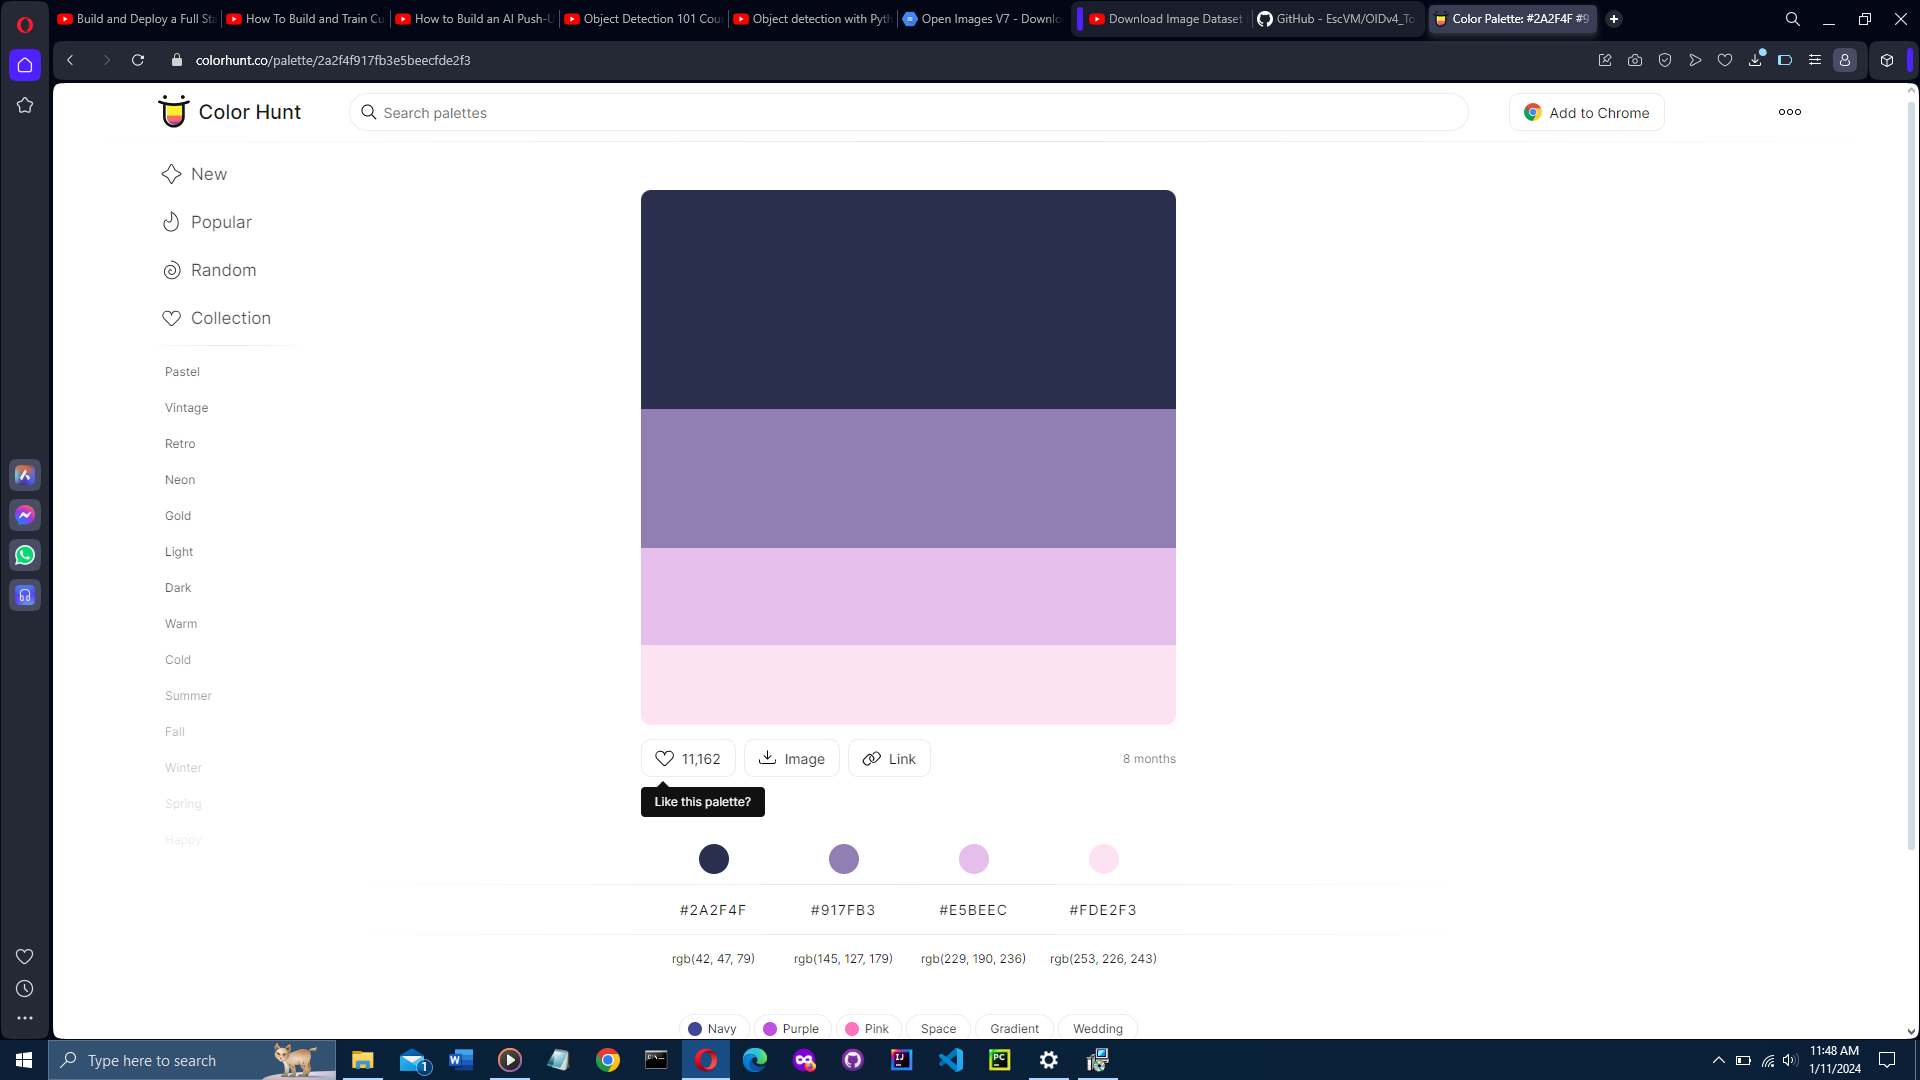 Build and Deploy a Full Sta
How To Build and Train Cu
How to Build an AI Push-U
Object Detection 101 Cour
Object detection with Pyth
Open Images V7 - Downlo
Download Image Dataset
GitHub - EscVM/OIDv4_To
Color Palette: #2A2F4F #9
colorhunt.co/palette/2a2f4f917fb3e5beecfde2f3
Color Hunt
Search palettes
Add to Chrome
New
Popular
Random
Collection
Pastel
Vintage
Retro
Neon
Gold
Light
Dark
Warm
Cold
Summer
Fall
Winter
Spring
Happy
11,162
Image
Link
8 months
Like this palette?
#2A2F4F
#917FB3
#E5BEEC
#FDE2F3
rgb(42, 47, 79)
rgb(145, 127, 179)
rgb(229, 190, 236)
rgb(253, 226, 243)
Navy
Purple
Pink
Space
Gradient
Wedding
Type here to search
1
11:48 AM
1/11/2024